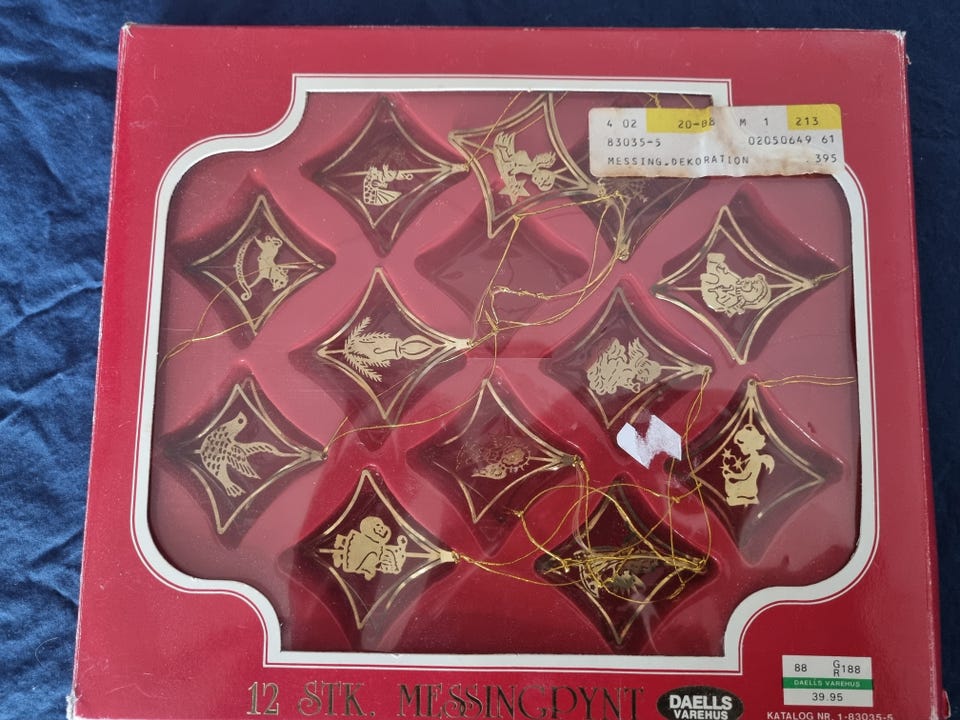 4 02 20-88 M 1 213
83035-5 02050649 61
MESSING.DEKORATION 395
12 STK. MESSINGPYNT
DAELLS
VAREHUS
88 G R 188
DAELLS VAREHUS
39.95
KATALOG NR. 1-83035-5